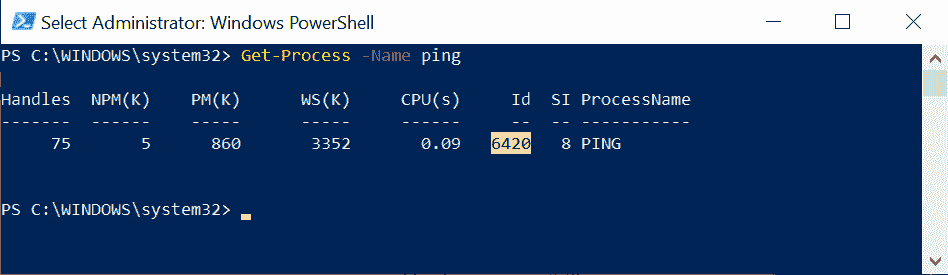 Select Administrator: Windows PowerShell
PS C:\WINDOWS\system32> Get-Process -Name ping
Handles  NPM(K)    PM(K)      WS(K)     CPU(s)     Id  SI ProcessName
-------  ------    -----      -----     ------     --  -- -----------
     75       5      860       3352       0.09   6420   8 PING
PS C:\WINDOWS\system32>